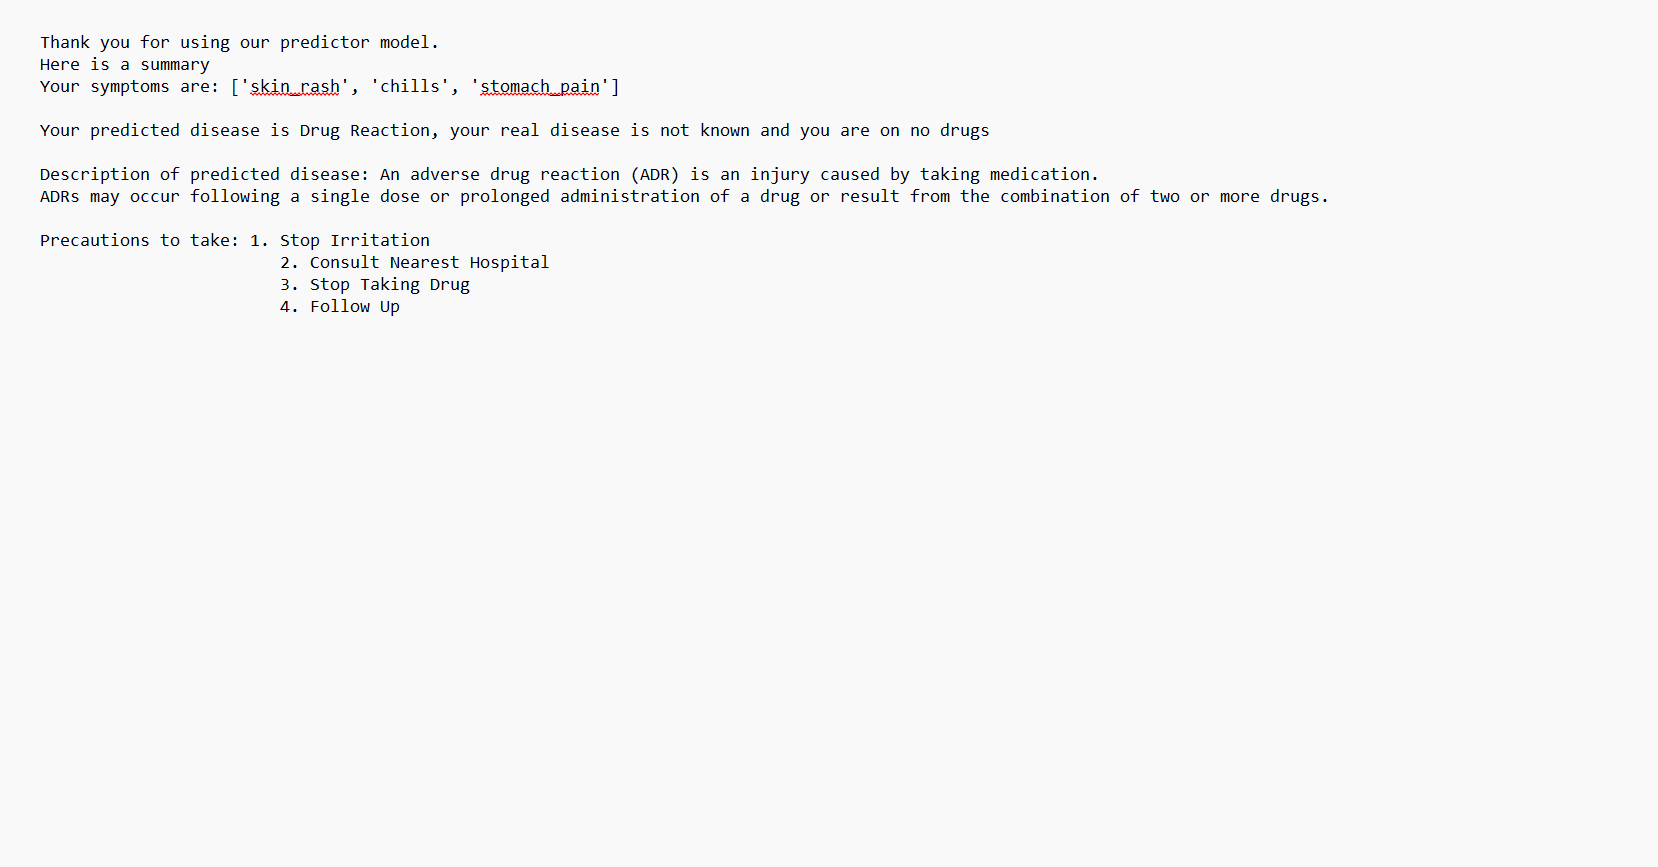 Thank you for using our predictor model.
Here is a summary
Your symptoms are: ['skin_rash', 'chills', 'stomach_pain']
Your predicted disease is Drug Reaction, your real disease is not known and you are on no drugs
Description of predicted disease: An adverse drug reaction (ADR) is an injury caused by taking medication.
ADRs may occur following a single dose or prolonged administration of a drug or result from the combination of two or more drugs.
Precautions to take: 1. Stop Irritation
2. Consult Nearest Hospital
3. Stop Taking Drug
4. Follow Up